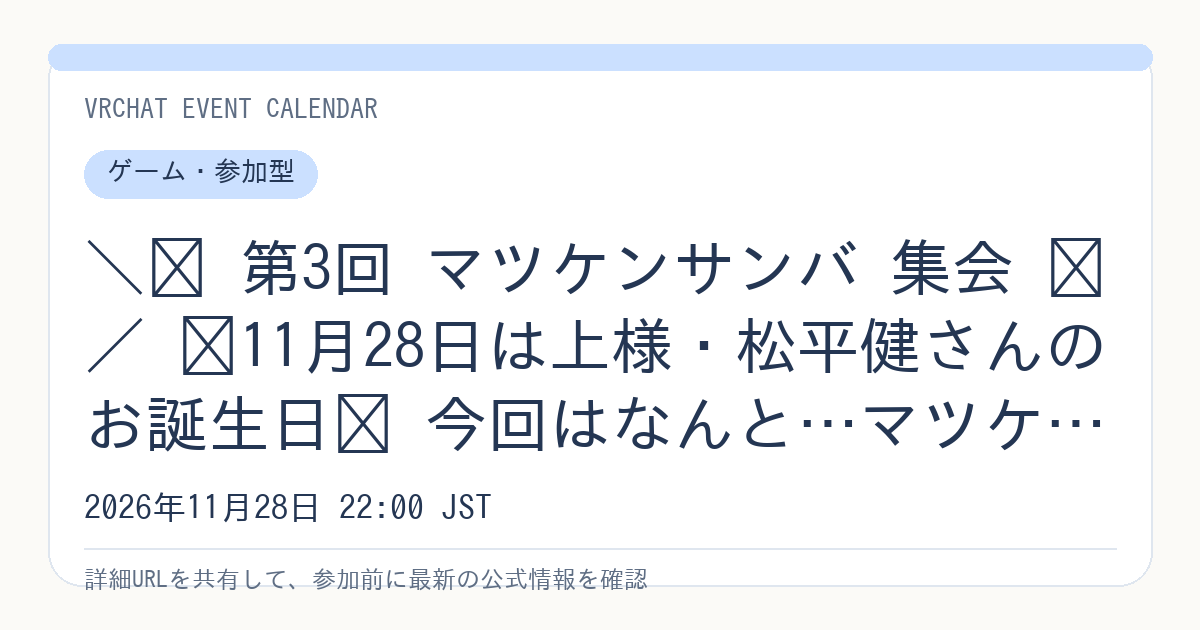 VRCHAT EVENT CALENDAR
ゲーム・参加型
＼ 第3回 マツケンサンバ 集会
／ 11月28日は上様・松平健さんの
お誕生日 今回はなんと…マツケ…
2026年11月28日 22:00 JST
詳細URLを共有して、参加前に最新の公式情報を確認